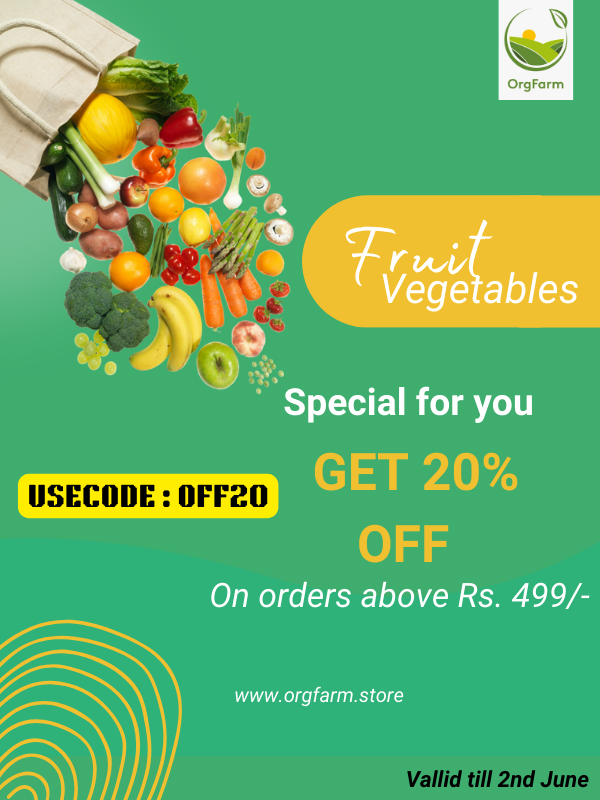 OrgFarm
Fruit
Vegetables
Special for you
GET 20%
OFF
USECODE : OFF20
On orders above Rs. 499/-
www.orgfarm.store
Vallid till 2nd June